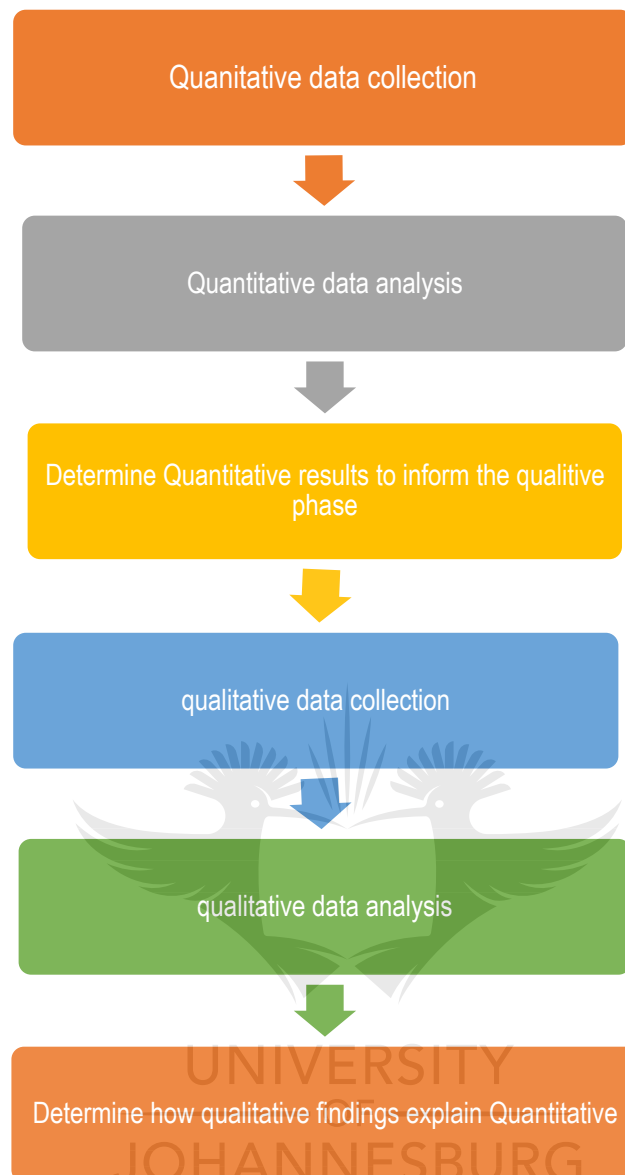 Quanitative data collection
Quantitative data analysis
Determine Quantitative results to inform the qualitive
phase
qualitative data collection
qualitative data analysis
UNIVERSITY
Determine how qualitative findings explain Quantitative
OF
JOHANNESBURG